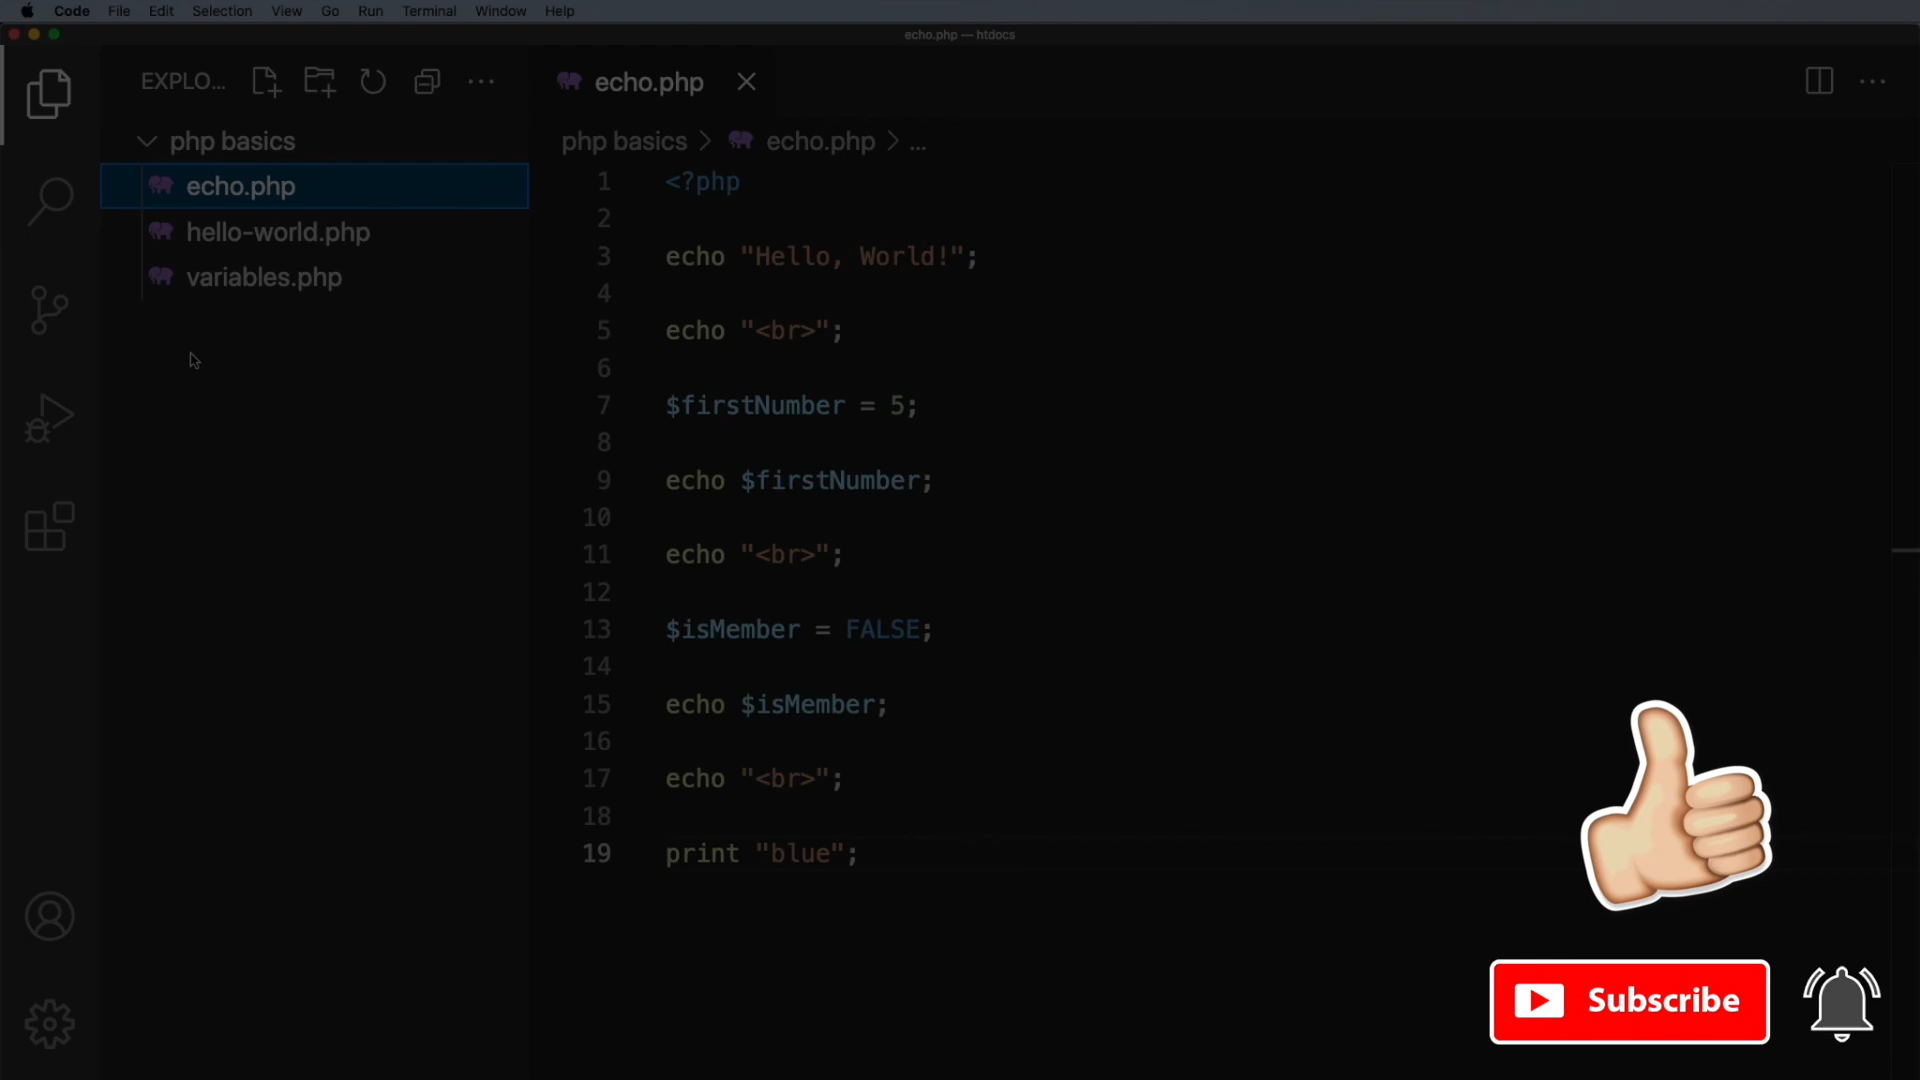 Code File Edit Selection View Go Run Terminal Window Help
echo.php — htdocs
EXPLO...
echo.php
php basics
php basics > echo.php > ...
echo.php
hello-world.php
variables.php
1 <?php
2
3 echo "Hello, World!";
4
5 echo "<br>";
6
7 $firstNumber = 5;
8
9 echo $firstNumber;
10
11 echo "<br>";
12
13 $isMember = FALSE;
14
15 echo $isMember;
16
17 echo "<br>";
18
19 print "blue";
Subscribe